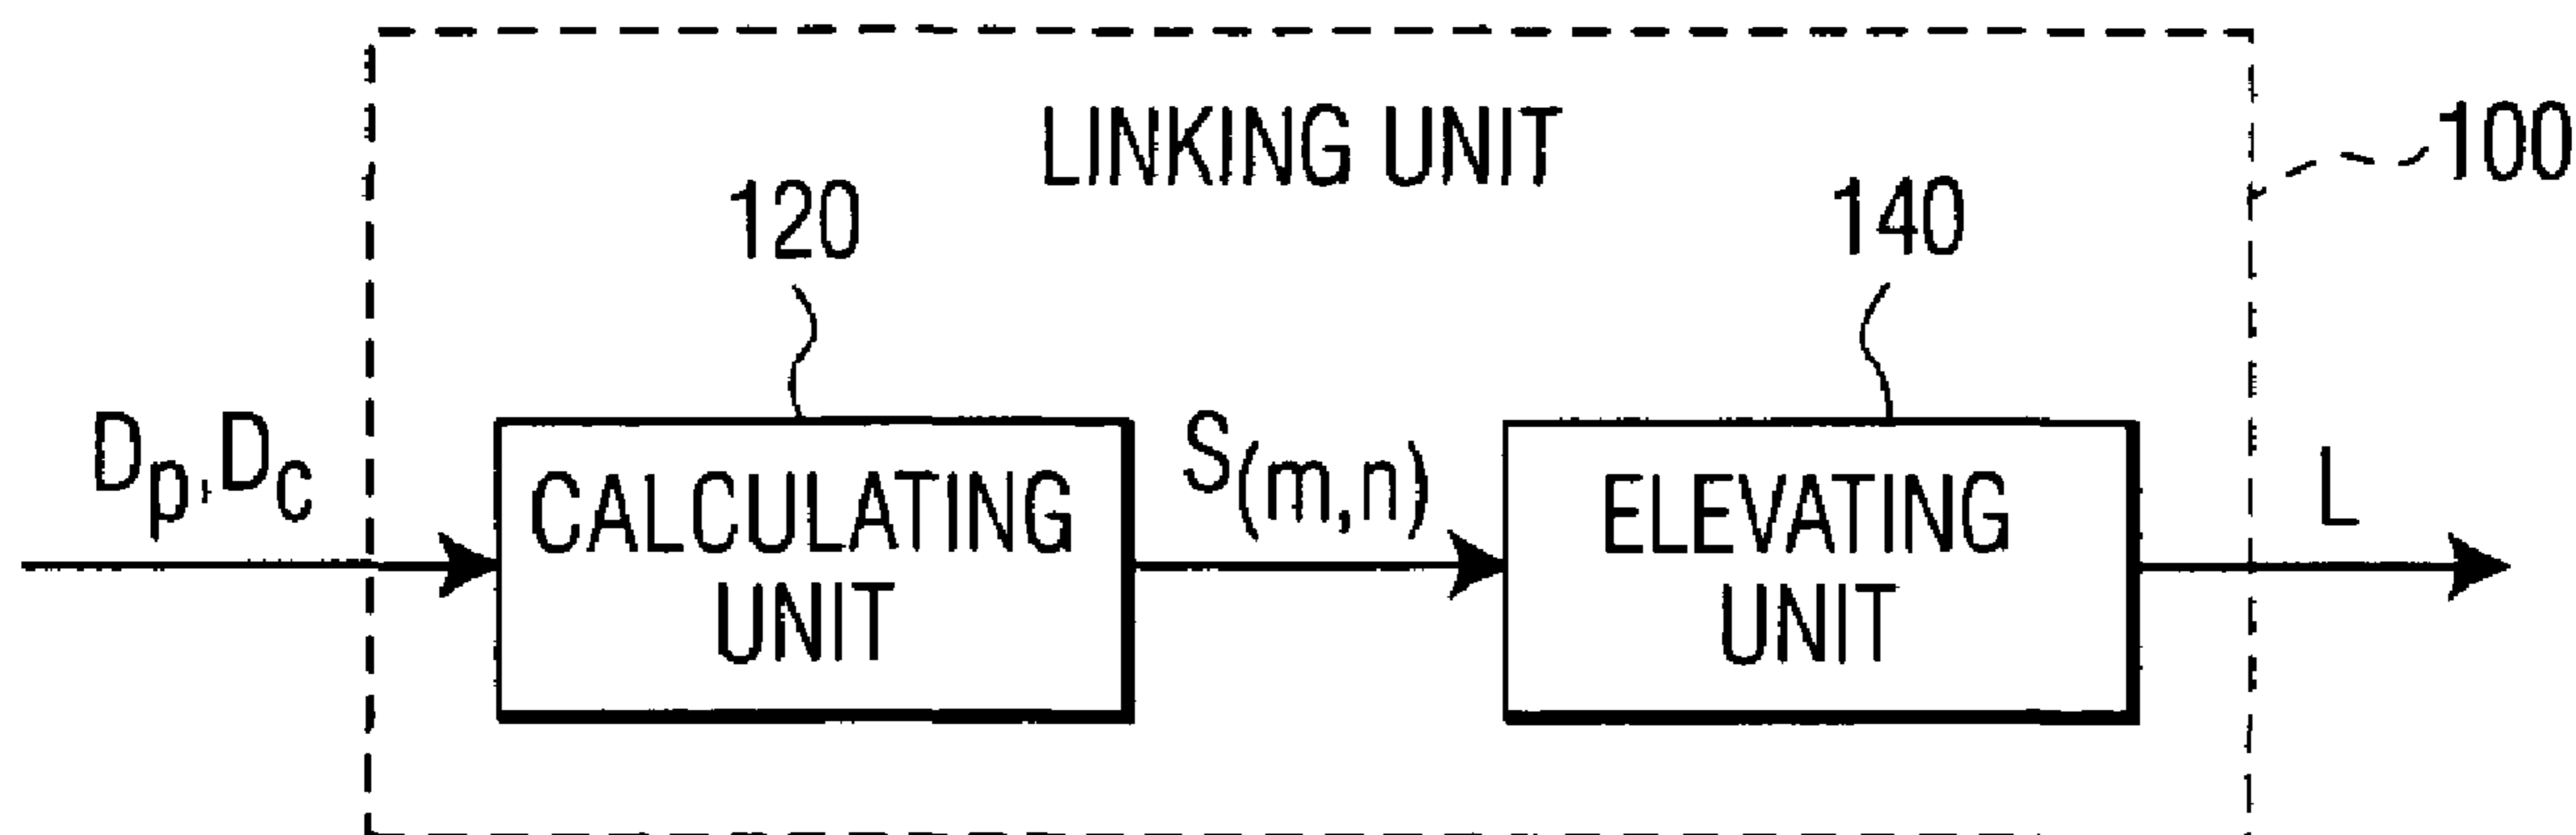 LINKING UNIT
100
120
140
Dp,Dc
CALCULATING
UNIT
S(m,n)
ELEVATING
UNIT
L